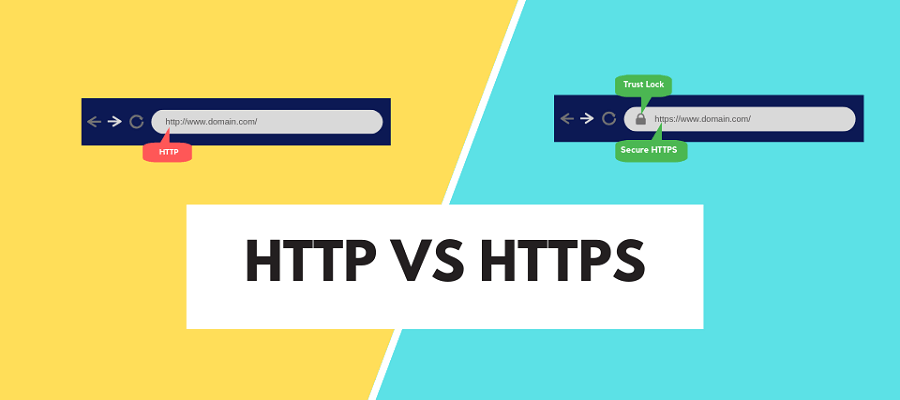 http://www.domain.com/
HTTP
Trust Lock
https://www.domain.com/
Secure HTTPS
HTTP VS HTTPS